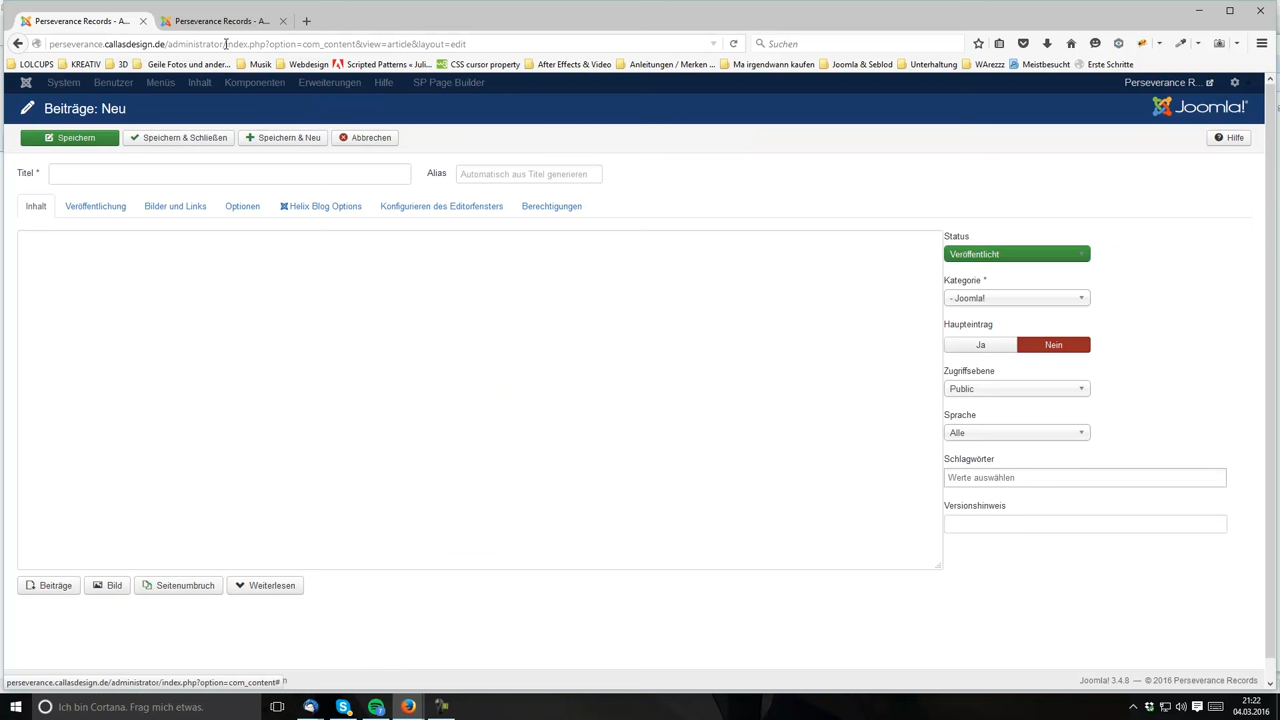 Perseverance Records - A...
Perseverance Records - A...
perseverance.callasdesign.de/administrator/index.php?option=com_content&view=article&layout=edit
Suchen
LOLCUPS KREATIV 3D Geile Fotos und ander... Musik Webdesign Scripted Patterns « Juli... CSS cursor property After Effects & Video Anleitungen / Merken ... Ma irgendwann kaufen Joomla & Seblod Unterhaltung WArezzz Meistbesucht Erste Schritte
System Benutzer Menüs Inhalt Komponenten Erweiterungen Hilfe SP Page Builder Perseverance R...
Beiträge: Neu
Joomla!
Speichern Speichern & Schließen Speichern & Neu Abbrechen Hilfe
Titel * Alias Automatisch aus Titel generieren
Inhalt Veröffentlichung Bilder und Links Optionen Helix Blog Options Konfigurieren des Editorfensters Berechtigungen
Status
Veröffentlicht
Kategorie *
- Joomla!
Haupteintrag
Ja Nein
Zugriffsebene
Public
Sprache
Alle
Schlagwörter
Werte auswählen
Versionshinweis
Beiträge Bild Seitenumbruch Weiterlesen
perseverance.callasdesign.de/administrator/index.php?option=com_content#
Joomla! 3.4.8 — © 2016 Perseverance Records
Ich bin Cortana. Frag mich etwas.
21:22
04.03.2016